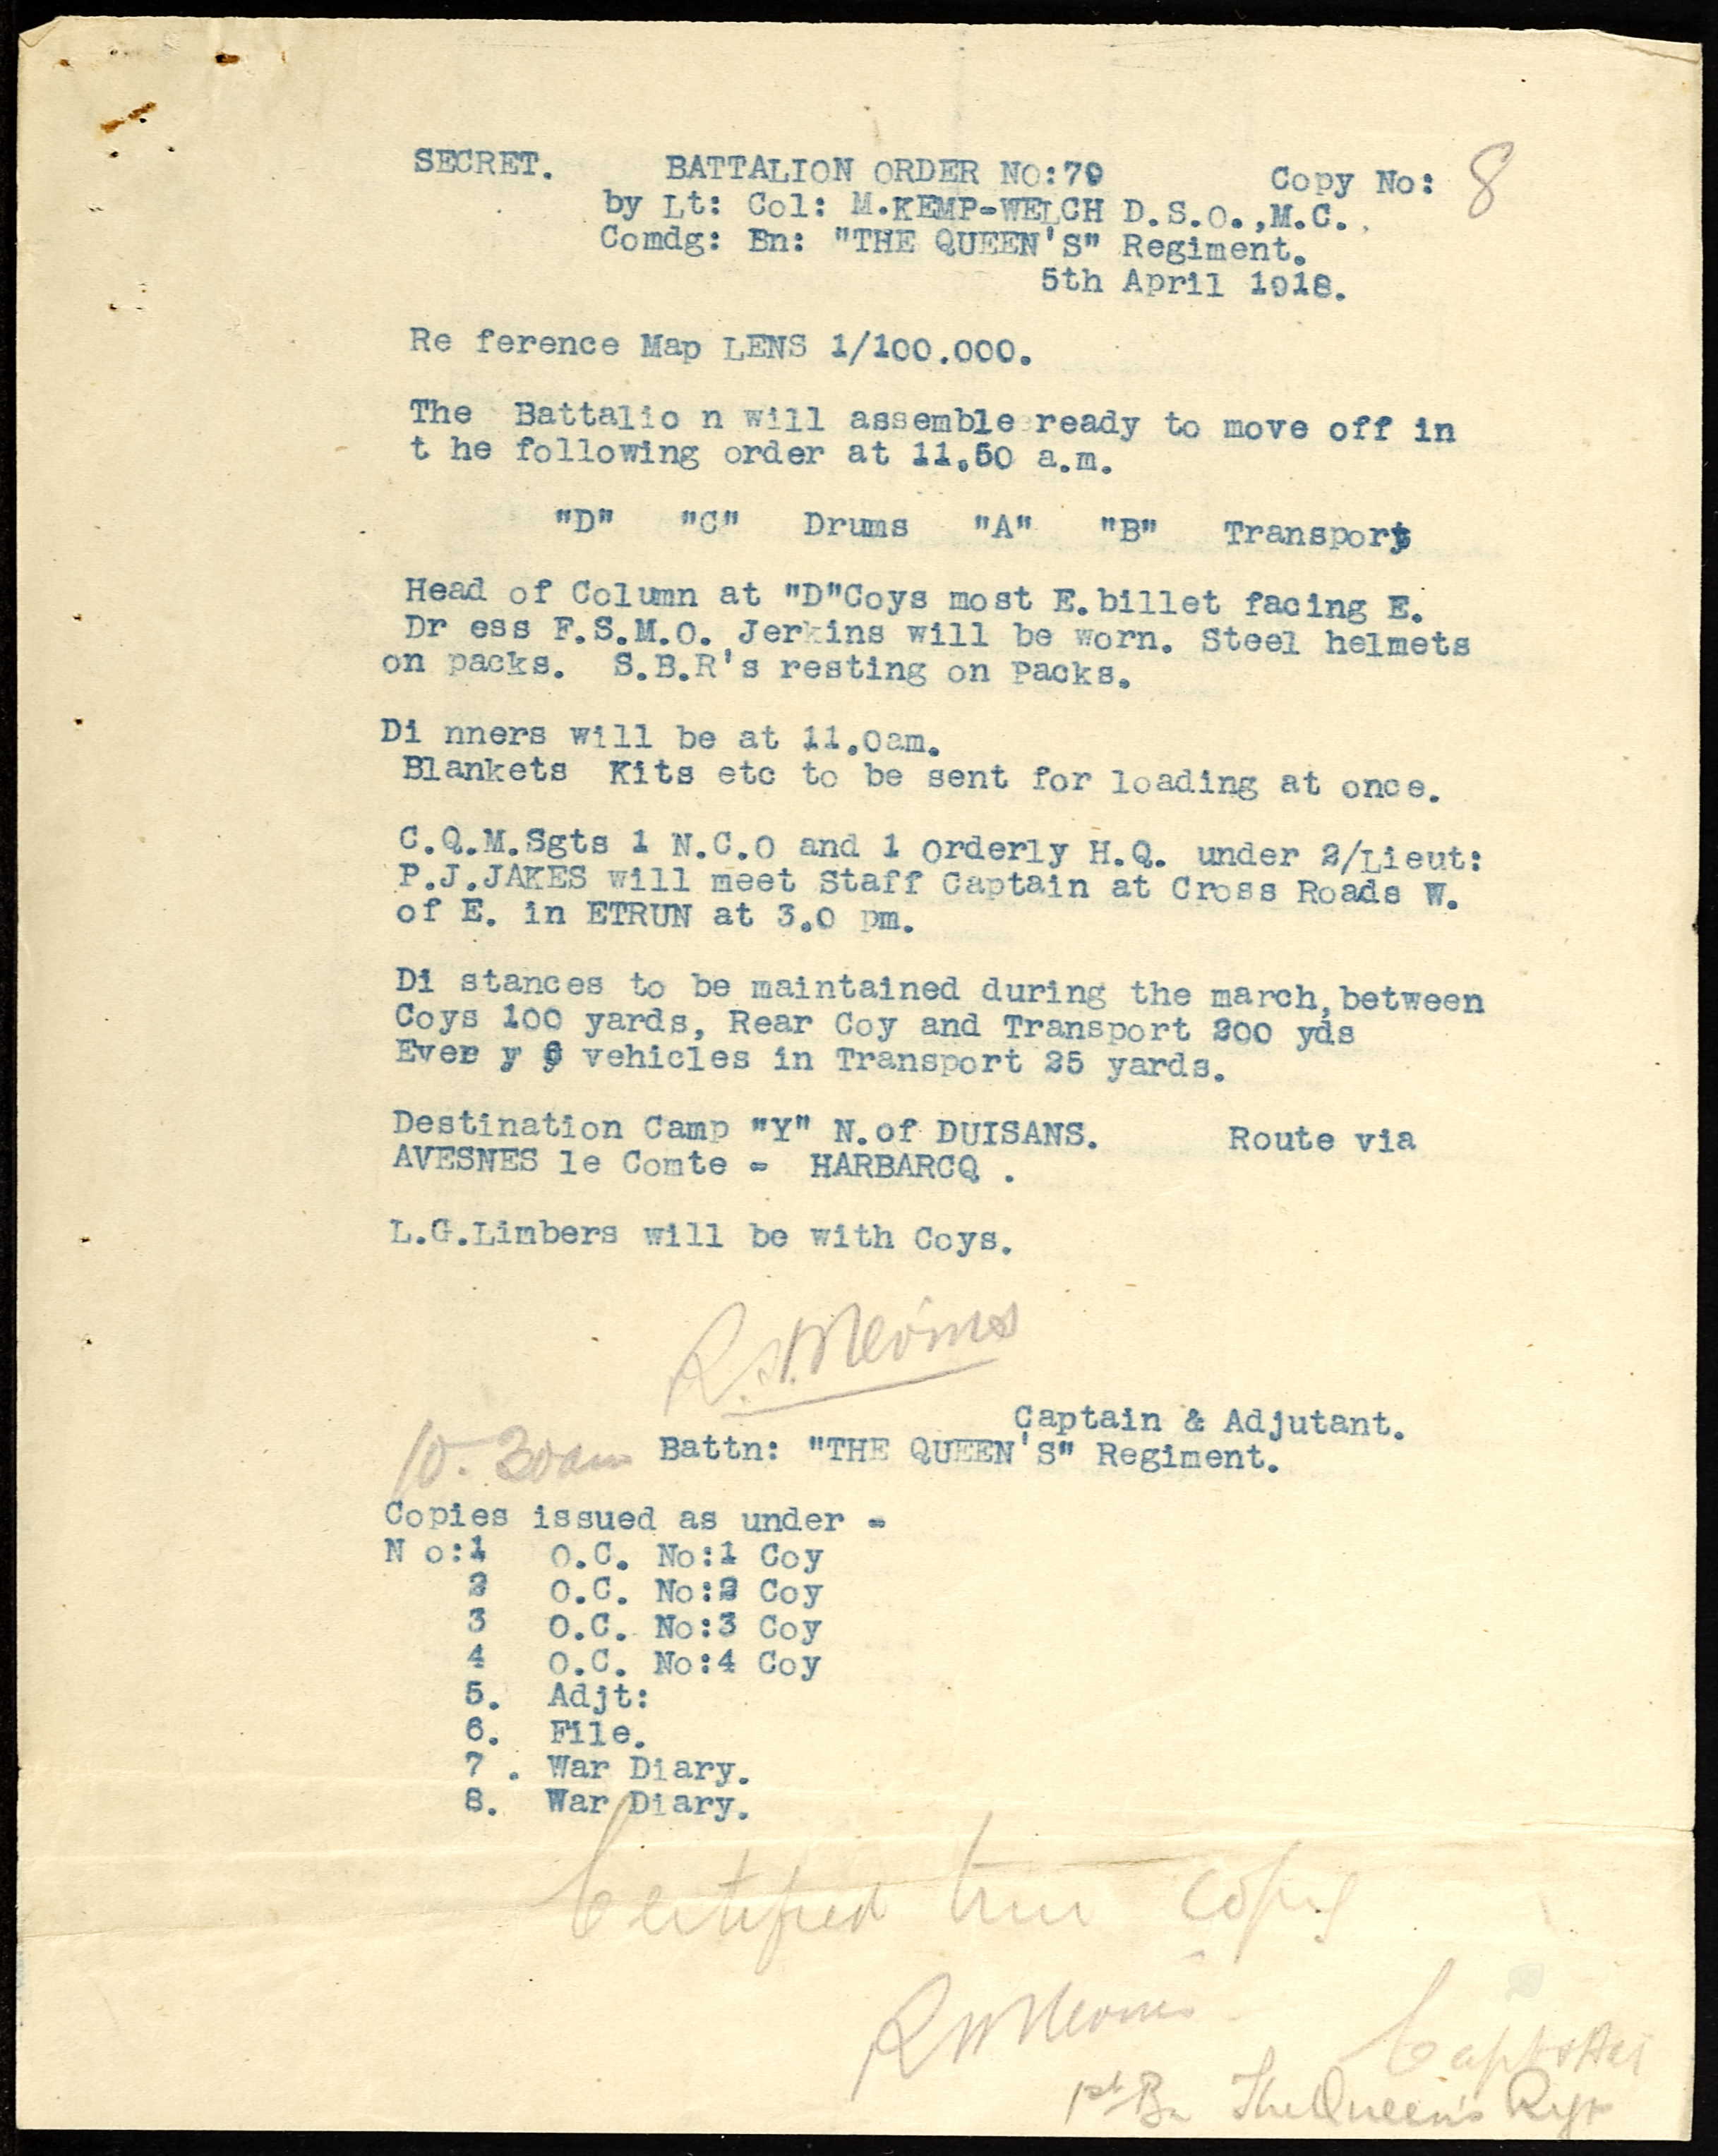 SECRET. BATTALION ORDER NO:79 Copy No: 8
by Lt: Col: M.KEMP-WELCH D.S.O.,M.C.,
Comdg: Bn: "THE QUEEN'S" Regiment.
5th April 1918.
Re ference Map LENS 1/100.000.
The Battalio n will assemble ready to move off in
t he following order at 11.50 a.m.
"D" "C" Drums "A" "B" Transport
Head of Column at "D"Coys most E.billet facing E.
Dr ess F.S.M.O. Jerkins will be worn. Steel helmets
on packs. S.B.R's resting on Packs.
Di nners will be at 11.0am.
Blankets Kits etc to be sent for loading at once.
C.Q.M.Sgts 1 N.C.O and 1 Orderly H.Q. under 2/Lieut:
P.J.JAKES will meet Staff Captain at Cross Roads W.
of E. in ETRUN at 3.0 pm.
Di stances to be maintained during the march, between
Coys 100 yards, Rear Coy and Transport 200 yds
Ever y vehicles in Transport 25 yards.
Destination Camp "Y" N.of DUISANS. Route via
AVESNES le Comte - HARBARCQ .
L.G.Limbers will be with Coys.
Captain & Adjutant.
10.30am Battn: "THE QUEEN'S" Regiment.
Copies issued as under -
N o:1 O.C. No:1 Coy
2 O.C. No:2 Coy
3 O.C. No:3 Coy
4 O.C. No:4 Coy
5. Adjt:
6. File.
7 . War Diary.
8. War Diary.
Certified true copy
Capt & Adj
1st Bn The Queen's Regt